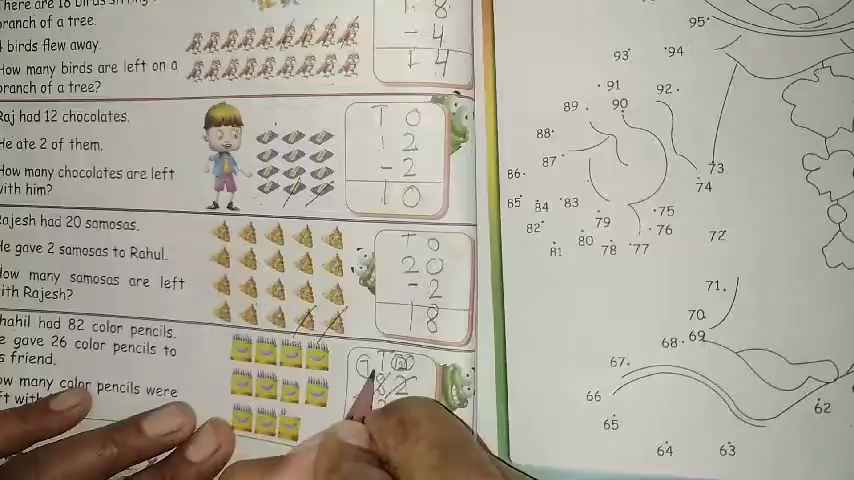 There are 18 birds
branch of a tree.
4 birds flew away.
How many birds are left on a
branch of a tree?
1 8
- 4
1 4
Raj had 12 chocolates.
He ate 2 of them.
How many chocolates are left
with him?
T O
1 2
- 2
1 0
Rajesh had 20 samosas.
He gave 2 samosas to Rahul.
How many samosas are left
with Rajesh?
T O
2 0
- 2
1 8
had 82 color pencils.
gave 26 color pencils to
friend.
many color pencils were
T
8 2
95
94
93
92
91
90
89
88
87
86
85
84
83
82
81
80
79
78
77
76
75
74
73
72
71
70
69
68
67
66
65
64
63
62